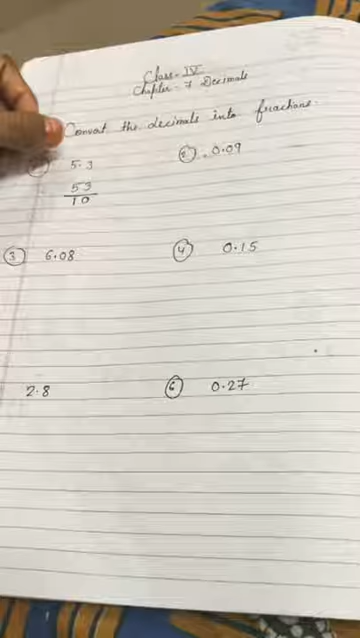 Class - IV
Chapter - 7 Decimals
Convert the decimals into fractions.
5.3
② 0.09
53
10
③ 6.08
④ 0.15
2.8
⑥ 0.27